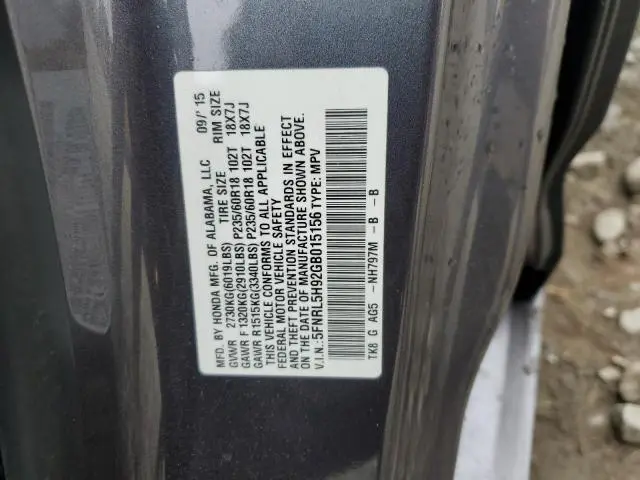 MFD. BY HONDA MFG. OF ALABAMA, LLC 09/'15
TIRE SIZE RIM SIZE
GVWR 2730KG(6019LBS)
GAWR F1320KG(2910LBS) P235/60R18 102T 18X7J
GAWR R1515KG(3340LBS) P235/60R18 102T 18X7J
THIS VEHICLE CONFORMS TO ALL APPLICABLE
FEDERAL MOTOR VEHICLE SAFETY
AND THEFT PREVENTION STANDARDS IN EFFECT
ON THE DATE OF MANUFACTURE SHOWN ABOVE.
V.I.N.:5FNRL5H92GB015156 TYPE: MPV
TK8 G AG5 -NH797M -B -B